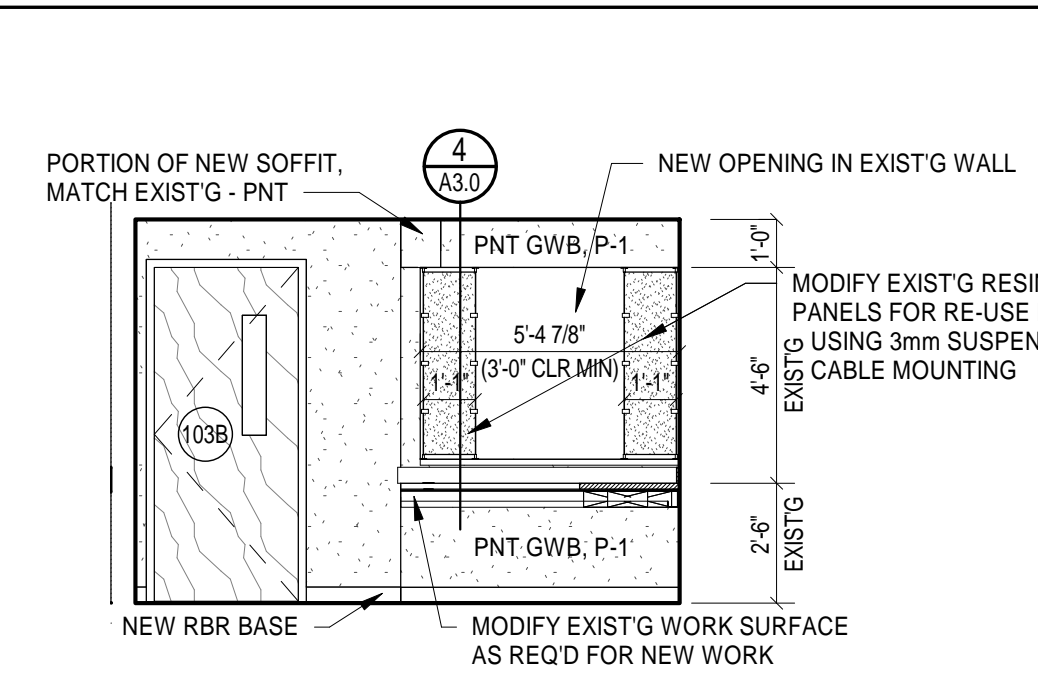 4
A3.0
PORTION OF NEW SOFFIT,
MATCH EXIST'G - PNT
NEW OPENING IN EXIST'G WALL
PNT GWB, P-1
1'-0"
MODIFY EXIST'G RESIN
PANELS FOR RE-USE
USING 3mm SUSPEN
CABLE MOUNTING
5'-4 7/8"
(3'-0" CLR MIN)
1'-1"
1'-1"
4'-6"
EXIST'G
103B
2'-6"
EXIST'G
PNT GWB, P-1
NEW RBR BASE
MODIFY EXIST'G WORK SURFACE
AS REQ'D FOR NEW WORK